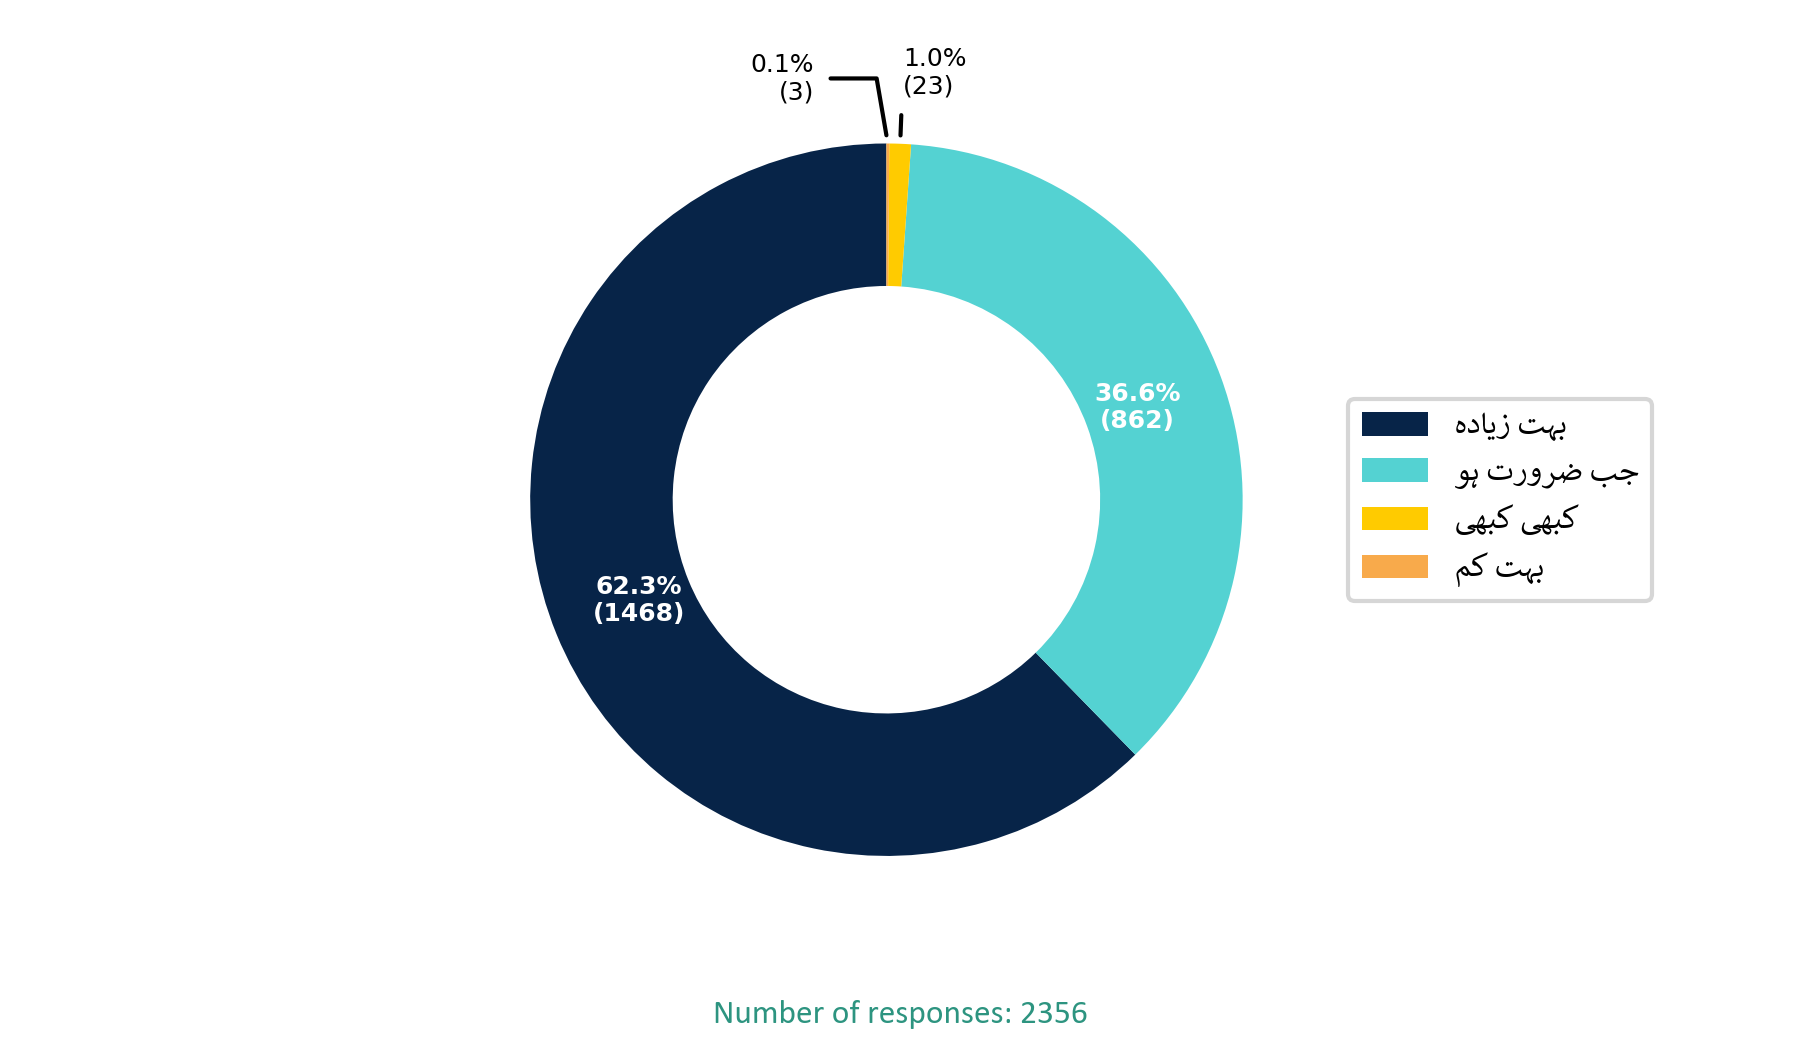 0.1%
(3)
1.0%
(23)
36.6%
(862)
62.3%
(1468)
بہت زیادہ
جب ضرورت ہو
کبھی کبھی
بہت کم
Number of responses: 2356